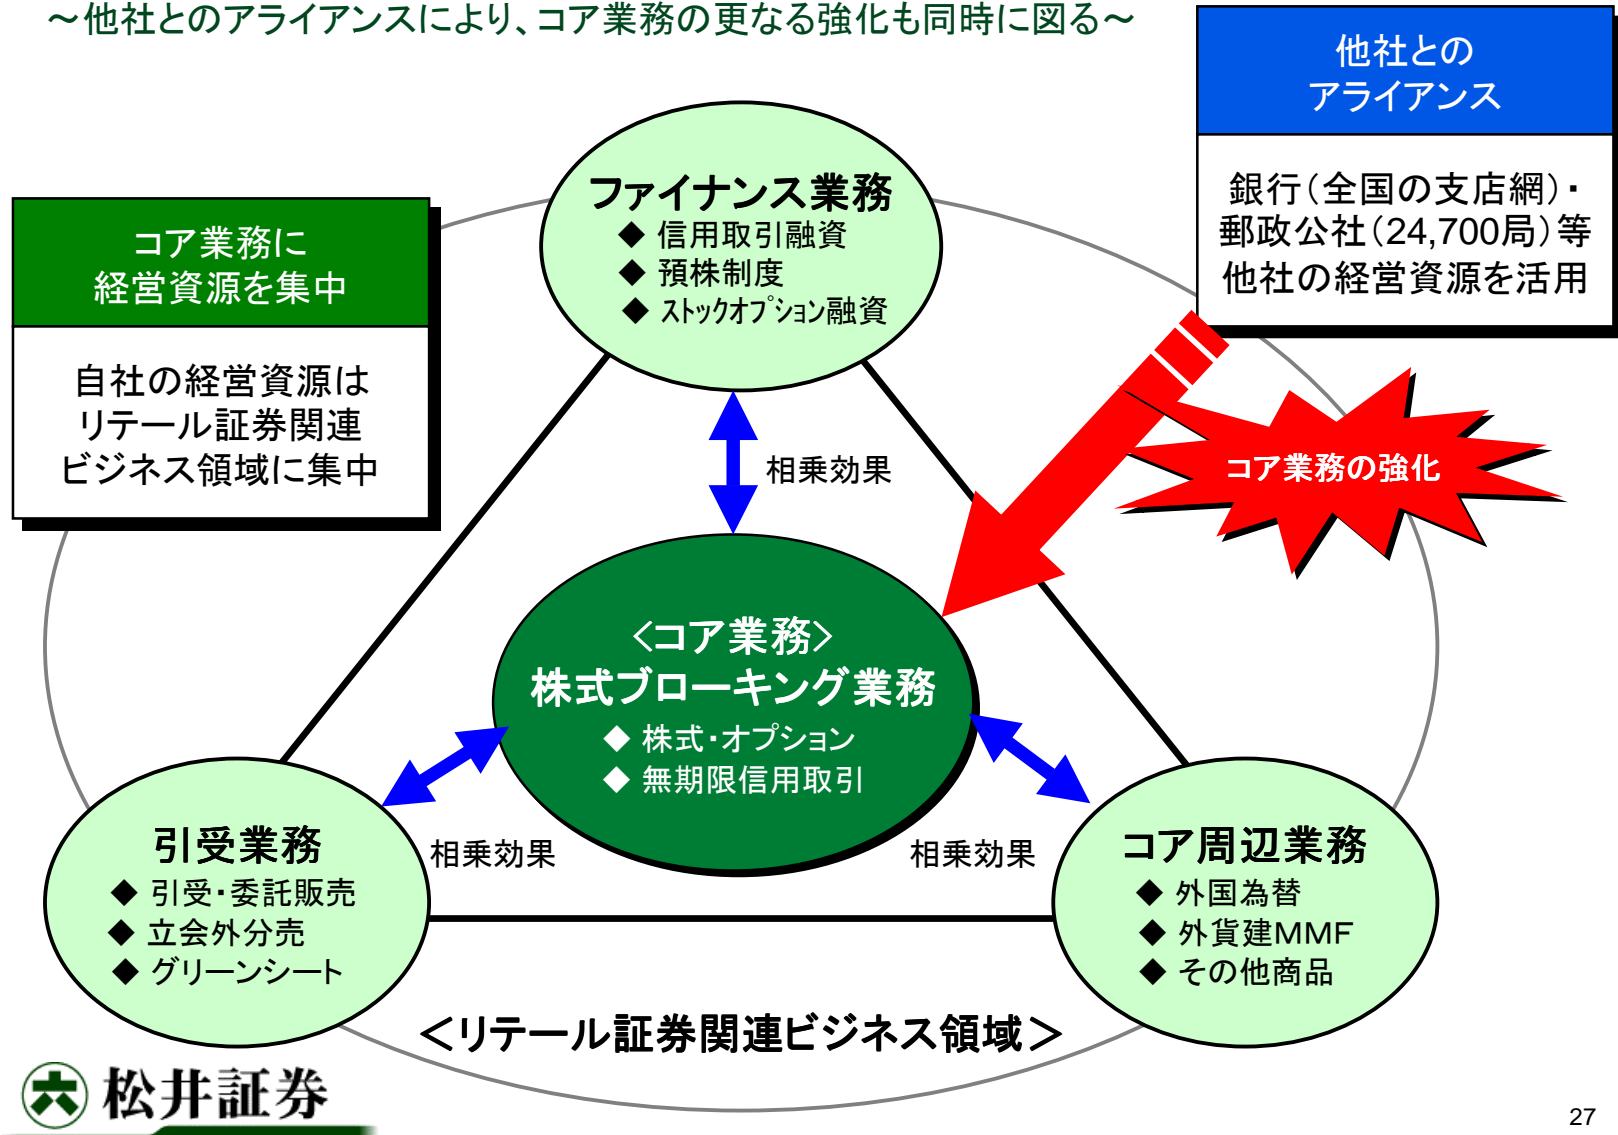 ～他社とのアライアンスにより、コア業務の更なる強化も同時に図る～
他社との
アライアンス
銀行（全国の支店網）・
郵政公社（24,700局）等
他社の経営資源を活用
コア業務に
経営資源を集中
自社の経営資源は
リテール証券関連
ビジネス領域に集中
ファイナンス業務
◆ 信用取引融資
◆ 預株制度
◆ ストックオプション融資
相乗効果
コア業務の強化
＜コア業務＞
株式ブローキング業務
◆ 株式・オプション
◆ 無期限信用取引
引受業務
◆ 引受・委託販売
◆ 立会外分売
◆ グリーンシート
相乗効果
相乗効果
コア周辺業務
◆ 外国為替
◆ 外貨建MMF
◆ その他商品
＜リテール証券関連ビジネス領域＞
松井証券
27